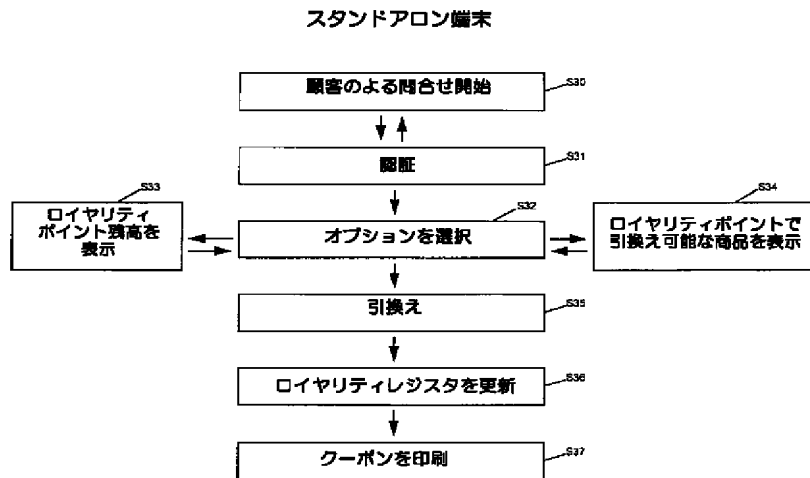 スタンドアロン端末
顧客のよる問合せ開始
S30
認証
S31
S33
ロイヤリティ
ポイント残高を
表示
S32
オプションを選択
S34
ロイヤリティポイントで
引換え可能な商品を表示
引換え
S35
ロイヤリティレジスタを更新
S36
クーポンを印刷
S37